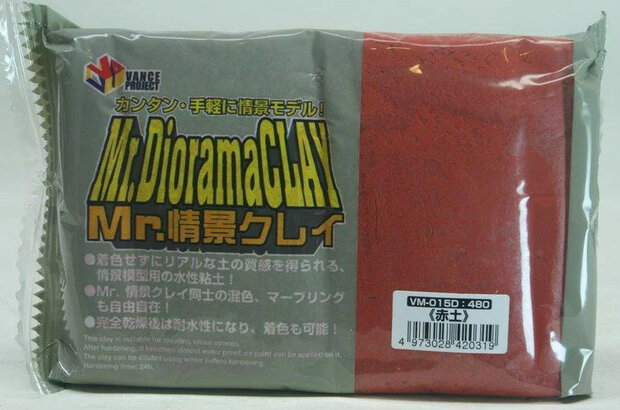 VANCE
PROJECT
カンタン・手軽に情景モデル!
Mr.DioramaCLAY
Mr.情景クレイ
●着色せずにリアルな土の質感を得られる、
情景模型用の水性粘土!
●Mr. 情景クレイ同士の混色、マーブリング
も自由自在!
●完全乾燥後は耐水性になり、着色も可能!
This clay is suitable for creating visual scenes.
After hardening, it becomes almost water proof, so paint can be applied on it.
The clay can be diluted using water before hardening.
Hardening time: 24h.
VM-015D:480
《赤土》
4 973028 420319